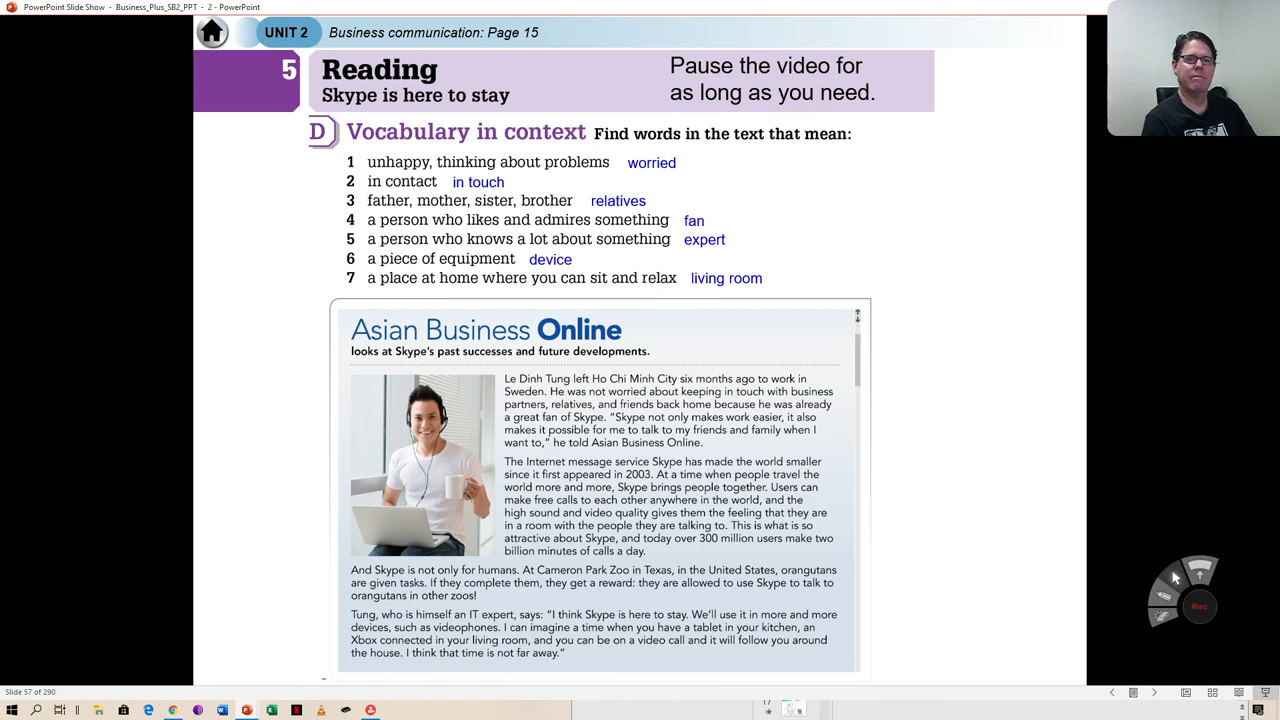 PowerPoint Slide Show - Business_Plus_SB2_PPT - 2 - PowerPoint
UNIT 2 Business communication: Page 15
5 Reading
Skype is here to stay
Pause the video for
as long as you need.
D Vocabulary in context Find words in the text that mean:
1 unhappy, thinking about problems worried
2 in contact in touch
3 father, mother, sister, brother relatives
4 a person who likes and admires something fan
5 a person who knows a lot about something expert
6 a piece of equipment device
7 a place at home where you can sit and relax living room
Asian Business Online
looks at Skype's past successes and future developments.
Le Dinh Tung left Ho Chi Minh City six months ago to work in
Sweden. He was not worried about keeping in touch with business
partners, relatives, and friends back home because he was already
a great fan of Skype. "Skype not only makes work easier, it also
makes it possible for me to talk to my friends and family when I
want to," he told Asian Business Online.
The Internet message service Skype has made the world smaller
since it first appeared in 2003. At a time when people travel the
world more and more, Skype brings people together. Users can
make free calls to each other anywhere in the world, and the
high sound and video quality gives them the feeling that they are
in a room with the people they are talking to. This is what is so
attractive about Skype, and today over 300 million users make two
billion minutes of calls a day.
And Skype is not only for humans. At Cameron Park Zoo in Texas, in the United States, orangutans
are given tasks. If they complete them, they get a reward: they are allowed to use Skype to talk to
orangutans in other zoos!
Tung, who is himself an IT expert, says: "I think Skype is here to stay. We'll use it in more and more
devices, such as videophones. I can imagine a time when you have a tablet in your kitchen, an
Xbox connected in your living room, and you can be on a video call and it will follow you around
the house. I think that time is not far away."
Rec
Slide 57 of 290